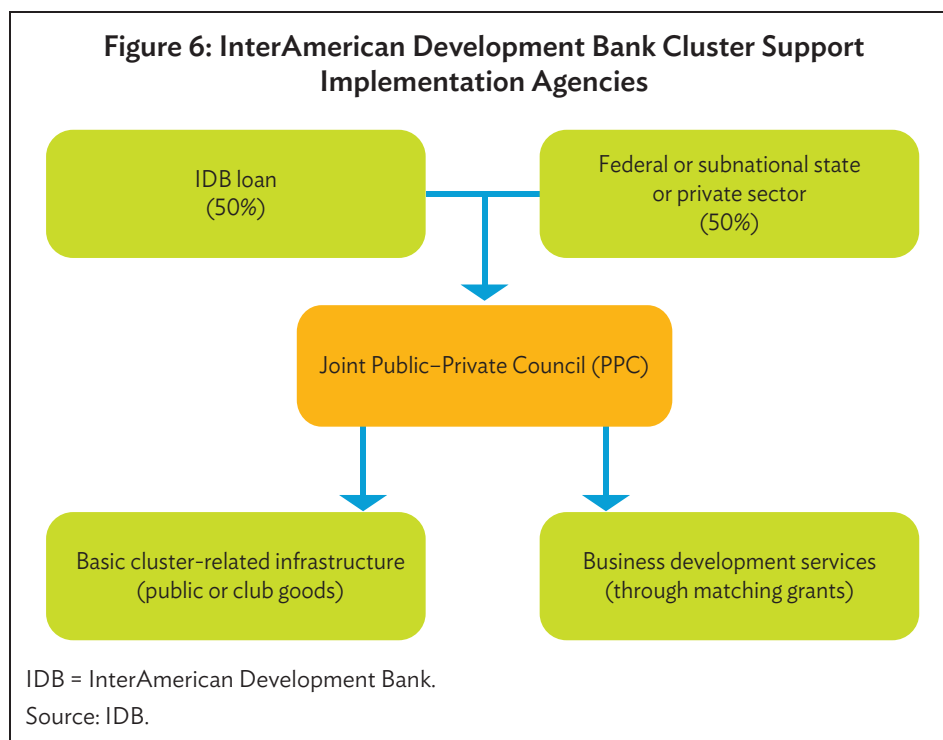 Figure 6: InterAmerican Development Bank Cluster Support
Implementation Agencies
IDB loan
(50%)
Federal or subnational state
or private sector
(50%)
Joint Public–Private Council (PPC)
Basic cluster-related infrastructure
(public or club goods)
Business development services
(through matching grants)
IDB = InterAmerican Development Bank.
Source: IDB.